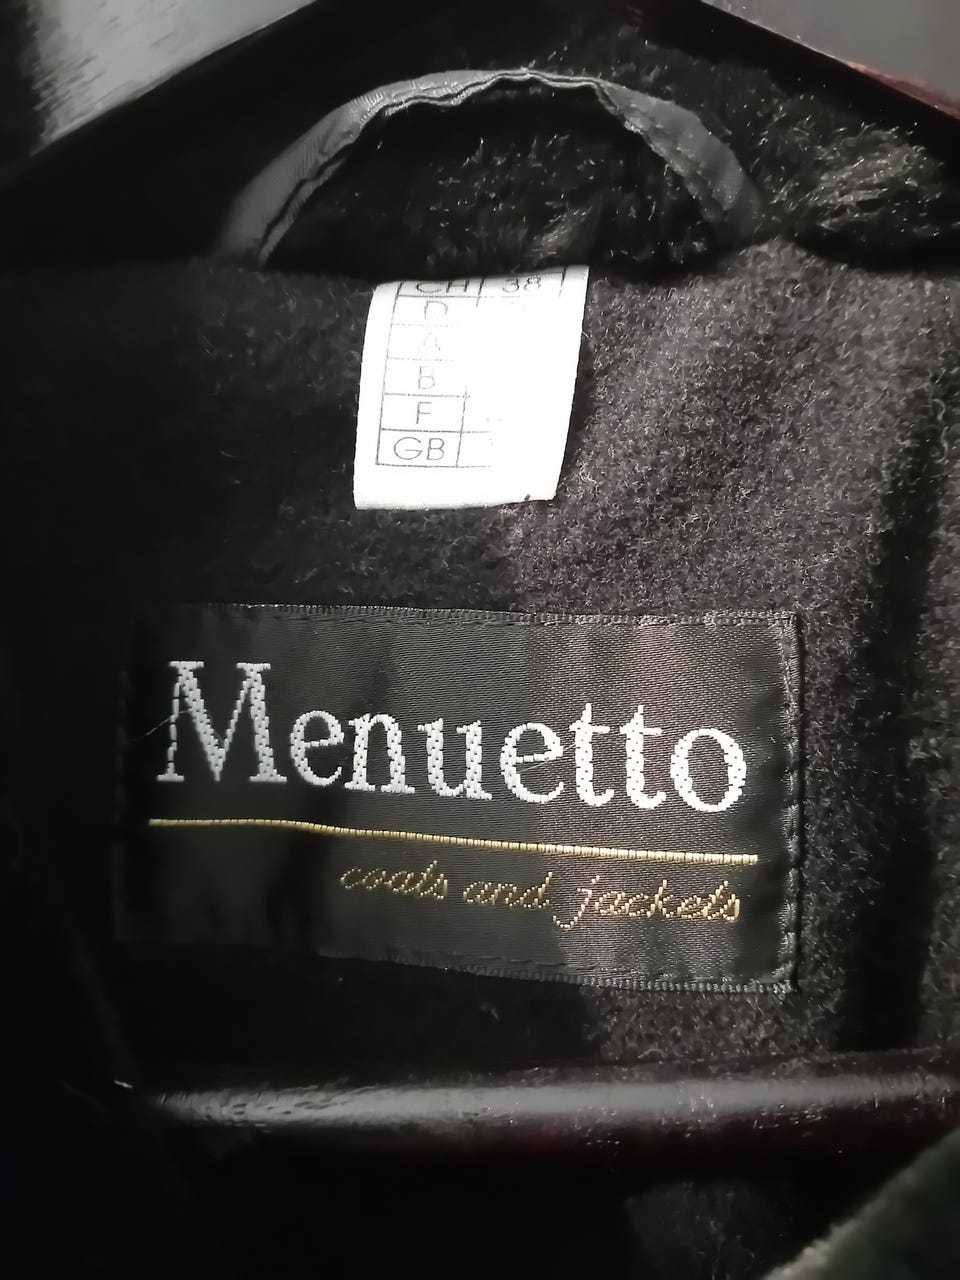 CH 38
D
A
B
F
GB
Menuetto
coats and jackets